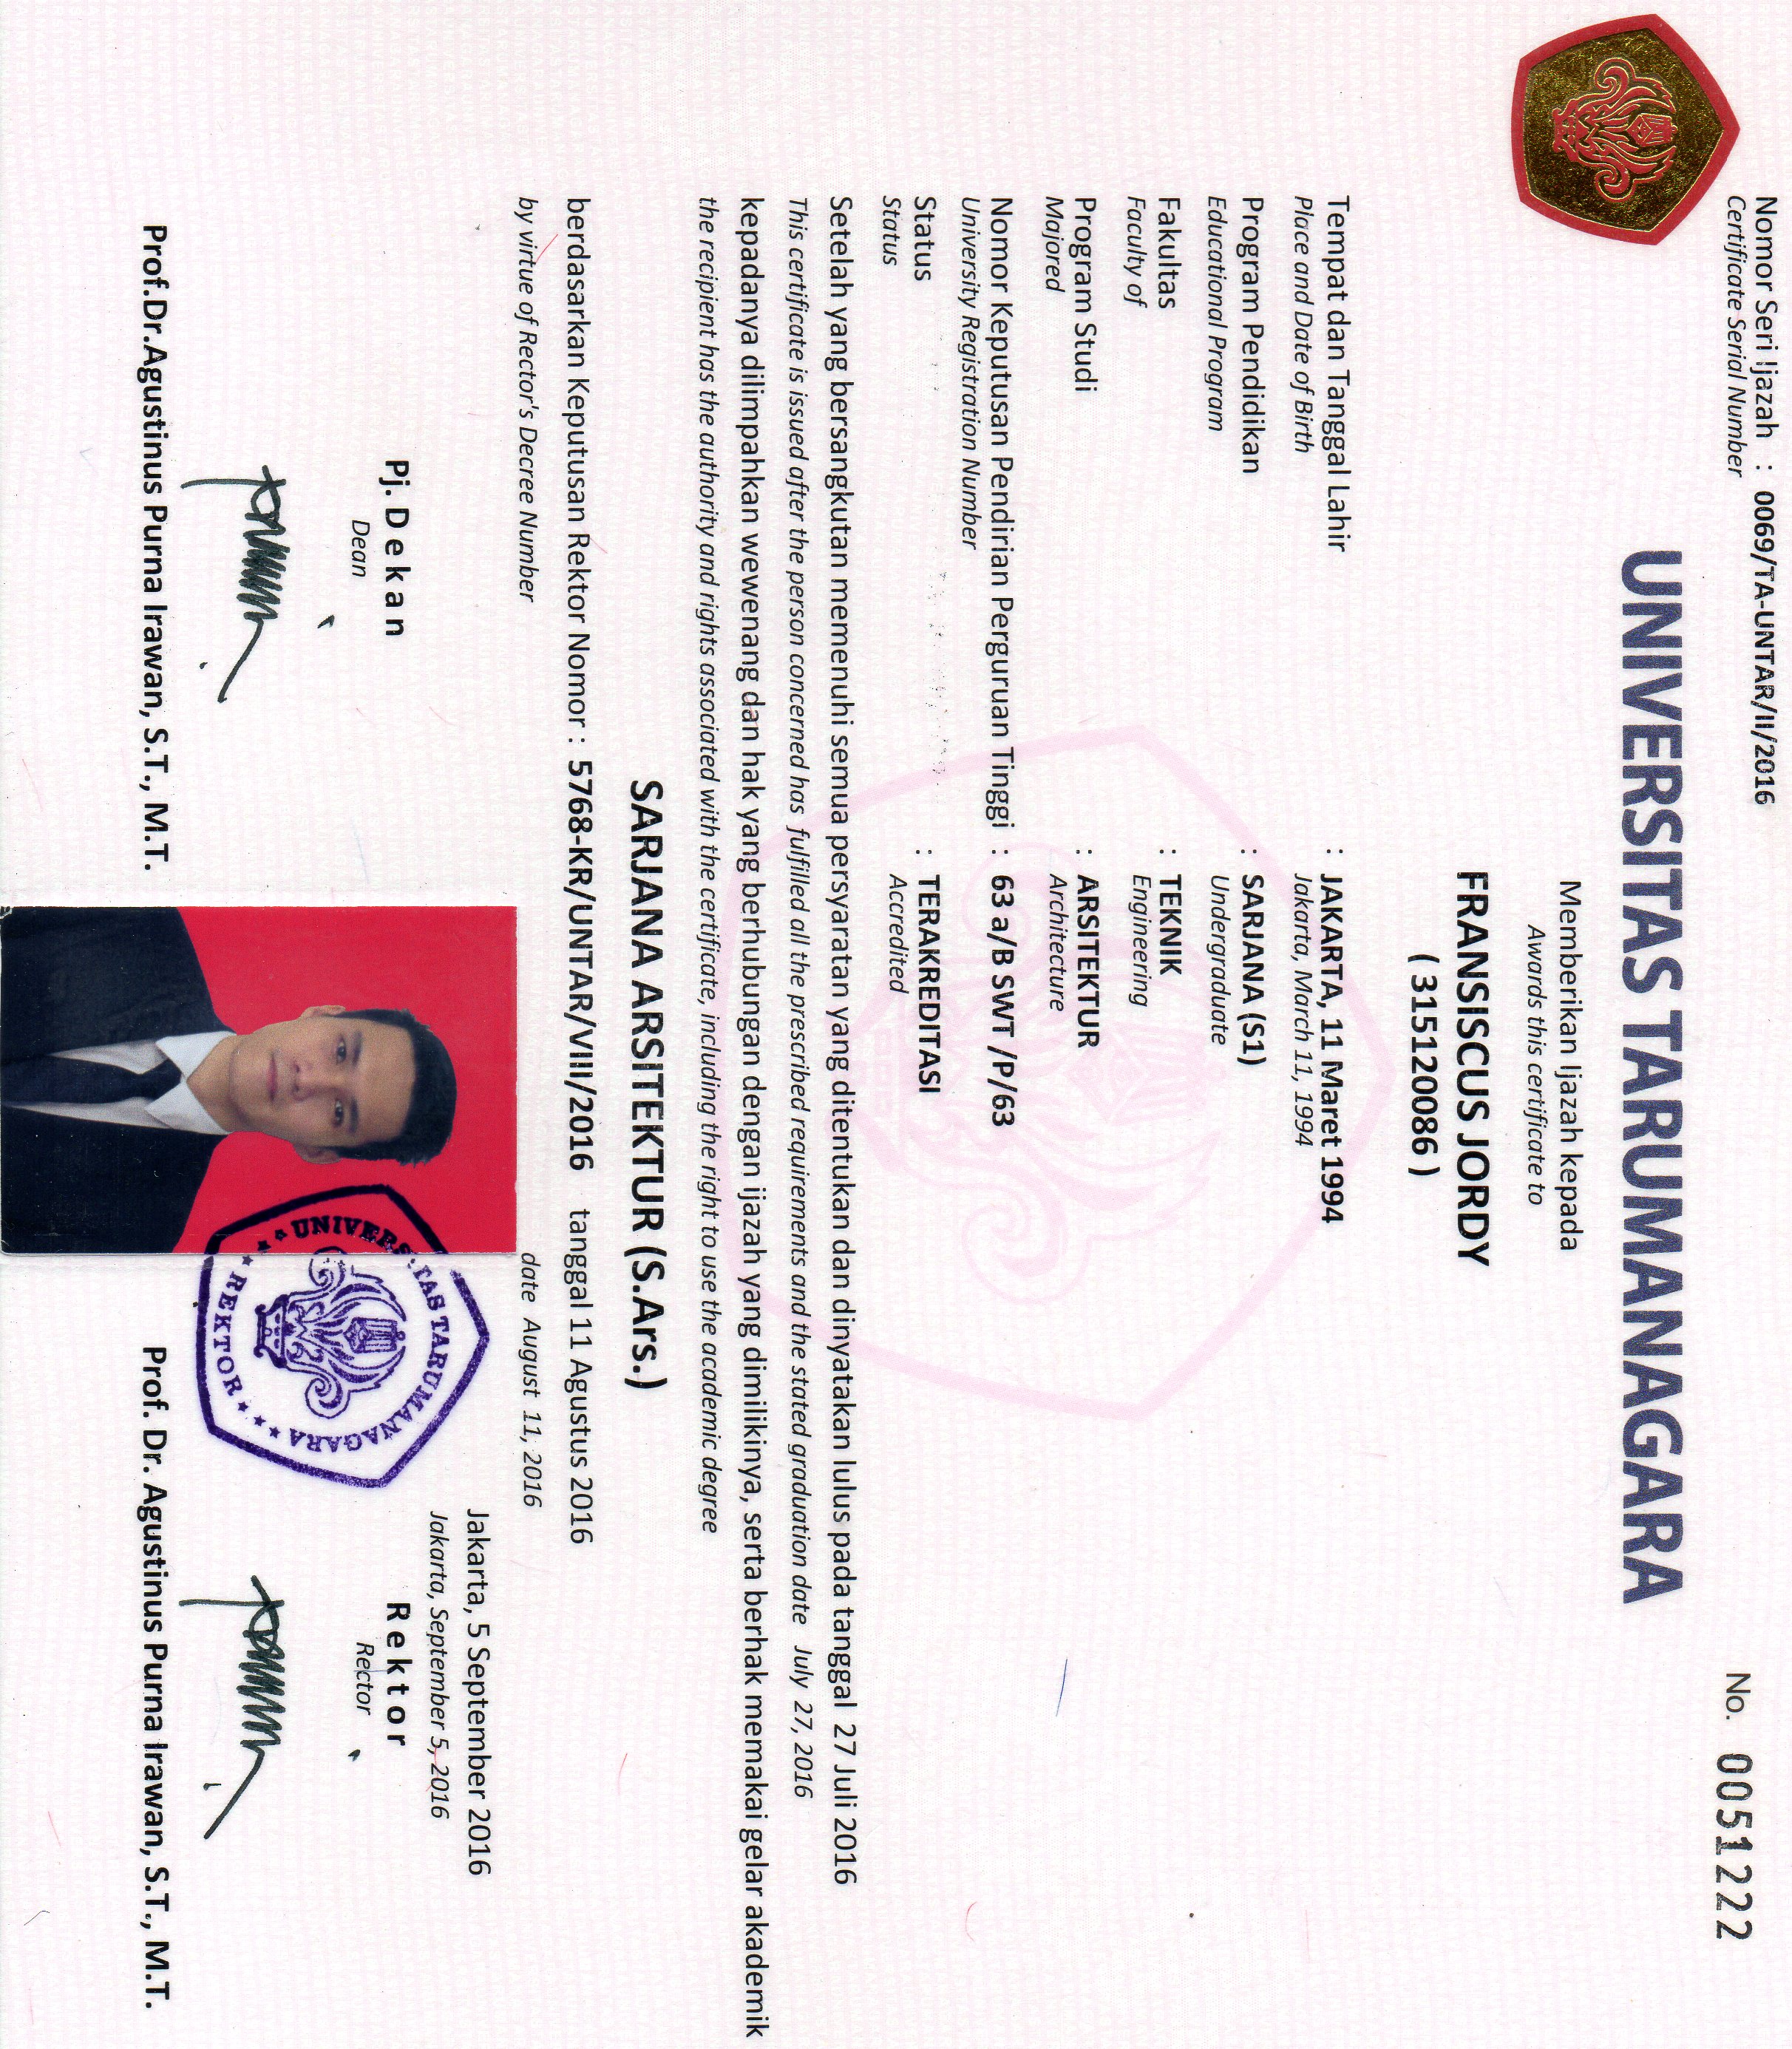 Nomor Seri Ijazah : 0069/TA-UNTAR/II/2016
Certificate Serial Number
No. 0051222
UNIVERSITAS TARUMANAGARA
Memberikan Ijazah kepada
Awards this certificate to
FRANSISCUS JORDY
( 315120086 )
Tempat dan Tanggal Lahir : JAKARTA, 11 Maret 1994
Place and Date of Birth Jakarta, March 11, 1994
Program Pendidikan : SARJANA (S1)
Educational Program Undergraduate
Fakultas : TEKNIK
Faculty of Engineering
Program Studi : ARSITEKTUR
Majored Architecture
Nomor Keputusan Pendirian Perguruan Tinggi : 63 a/B SWT /P/63
University Registration Number
Status : TERAKREDITASI
Status Accredited
Setelah yang bersangkutan memenuhi semua persyaratan yang ditentukan dan dinyatakan lulus pada tanggal 27 Juli 2016
This certificate is issued after the person concerned has fulfilled all the prescribed requirements and the stated graduation date July 27, 2016
kepadanya dilimpahkan wewenang dan hak yang berhubungan dengan ijazah yang dimilikinya, serta berhak memakai gelar akademik
the recipient has the authority and rights associated with the certificate, including the right to use the academic degree
SARJANA ARSITEKTUR (S.Ars.)
berdasarkan Keputusan Rektor Nomor : 5768-KR/UNTAR/VIII/2016 tanggal 11 Agustus 2016
by virtue of Rector's Decree Number date August 11, 2016
Jakarta, 5 September 2016
Jakarta, September 5, 2016
Pj. Dekan
Dean
Rektor
Rector
UNIVERSITAS TARUMANAGARA
REKTOR
Prof.Dr.Agustinus Purna Irawan, S.T., M.T.
Prof. Dr. Agustinus Purna Irawan, S.T., M.T.